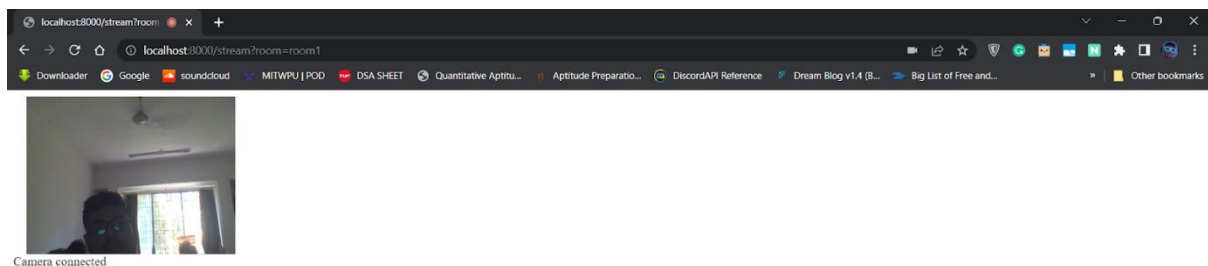 localhost:8000/stream?room
localhost:8000/stream?room=room1
Downloader Google soundcloud MITWPU | POD DSA SHEET Quantitative Aptitu... Aptitude Preparatio... DiscordAPI Reference Dream Blog v1.4 (B... Big List of Free and... » Other bookmarks
Camera connected